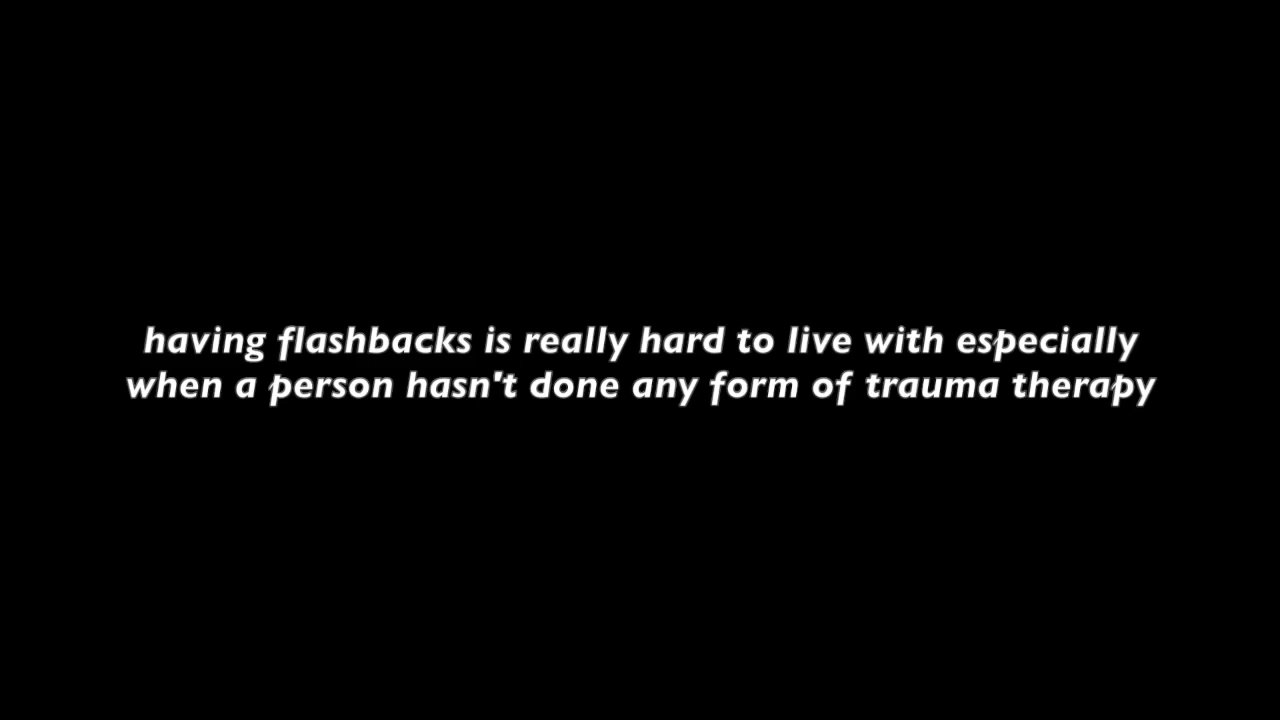 having flashbacks is really hard to live with especially
when a person hasn't done any form of trauma therapy